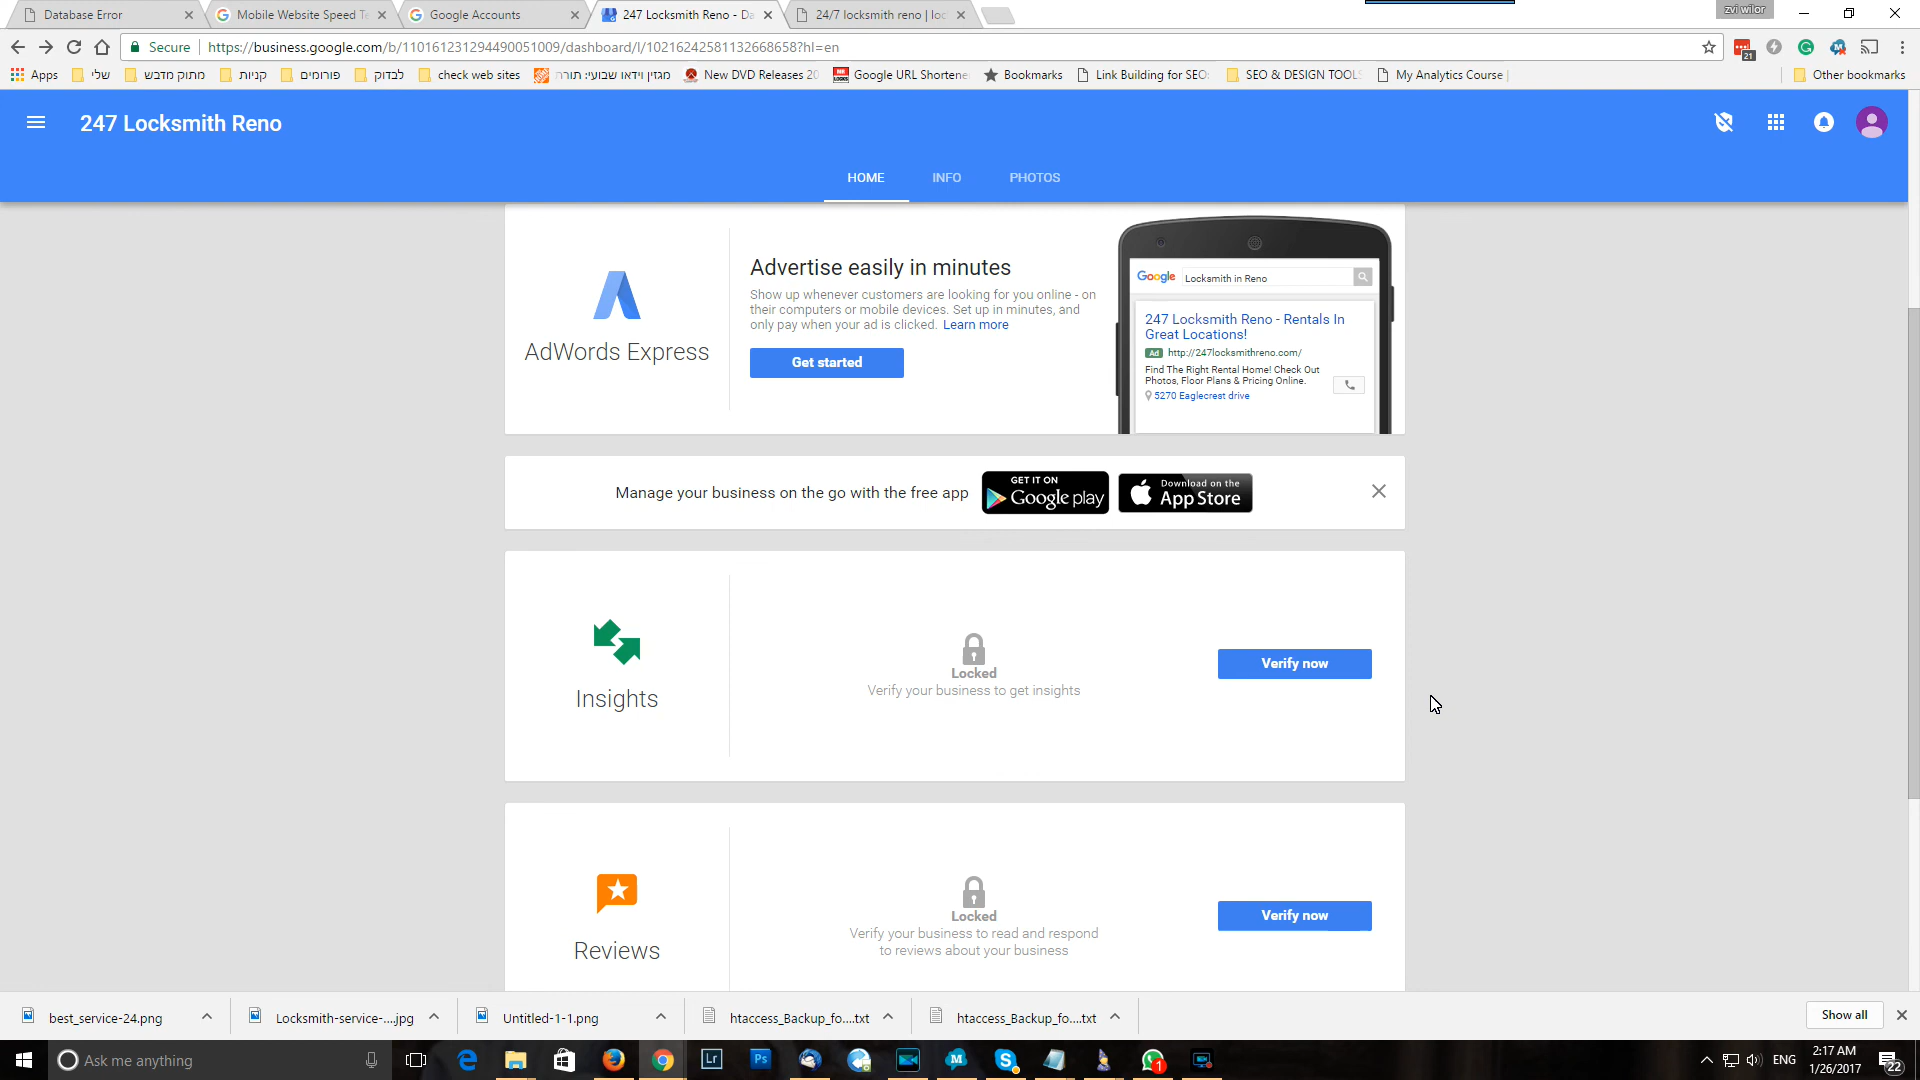 Database Error
Mobile Website Speed Te
Google Accounts
247 Locksmith Reno - Da
24/7 locksmith reno | loc
zvi wilor
Secure
https://business.google.com/b/110161231294490051009/dashboard/l/10216242581132668658?hl=en
21
Apps
שלי
מתוק מדבש
קניות
פורומים
לבדוק
check web sites
מגזין וידאו שבועי: תורה
New DVD Releases 20
Google URL Shortene
Bookmarks
Link Building for SEO:
SEO & DESIGN TOOLS
My Analytics Course
Other bookmarks
247 Locksmith Reno
HOME
INFO
PHOTOS
AdWords Express
Advertise easily in minutes
Show up whenever customers are looking for you online - on
their computers or mobile devices. Set up in minutes, and
only pay when your ad is clicked. Learn more
Get started
Google
Locksmith in Reno
247 Locksmith Reno - Rentals In
Great Locations!
Ad http://247locksmithreno.com/
Find The Right Rental Home! Check Out
Photos, Floor Plans & Pricing Online.
5270 Eaglecrest drive
Manage your business on the go with the free app
GET IT ON
Google play
Download on the
App Store
Insights
Locked
Verify your business to get insights
Verify now
Reviews
Locked
Verify your business to read and respond
to reviews about your business
Verify now
best_service-24.png
Locksmith-service-....jpg
Untitled-1-1.png
htaccess_Backup_fo....txt
htaccess_Backup_fo....txt
Show all
Ask me anything
Lr
Ps
M
1
ENG
2:17 AM
1/26/2017
22